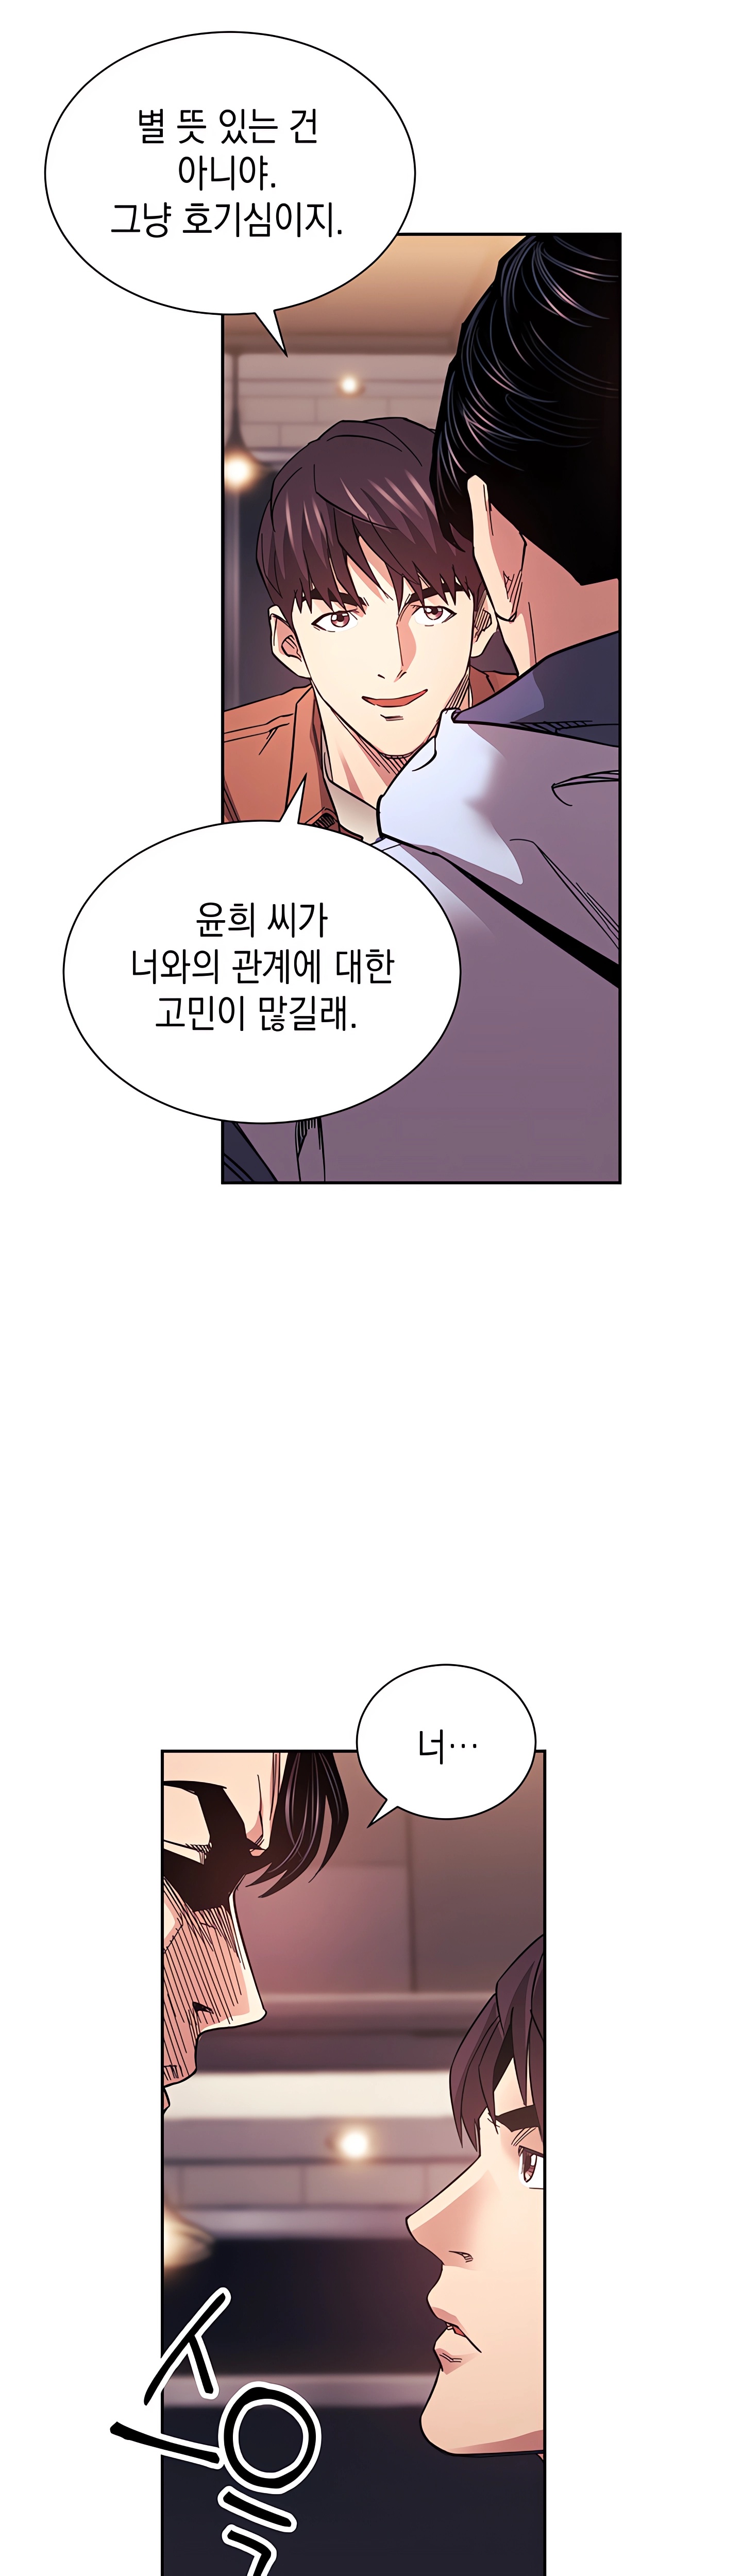 별 뜻 있는 건
아니야.
그냥 호기심이지.
윤희 씨가
너와의 관계에 대한
고민이 많길래.
너…